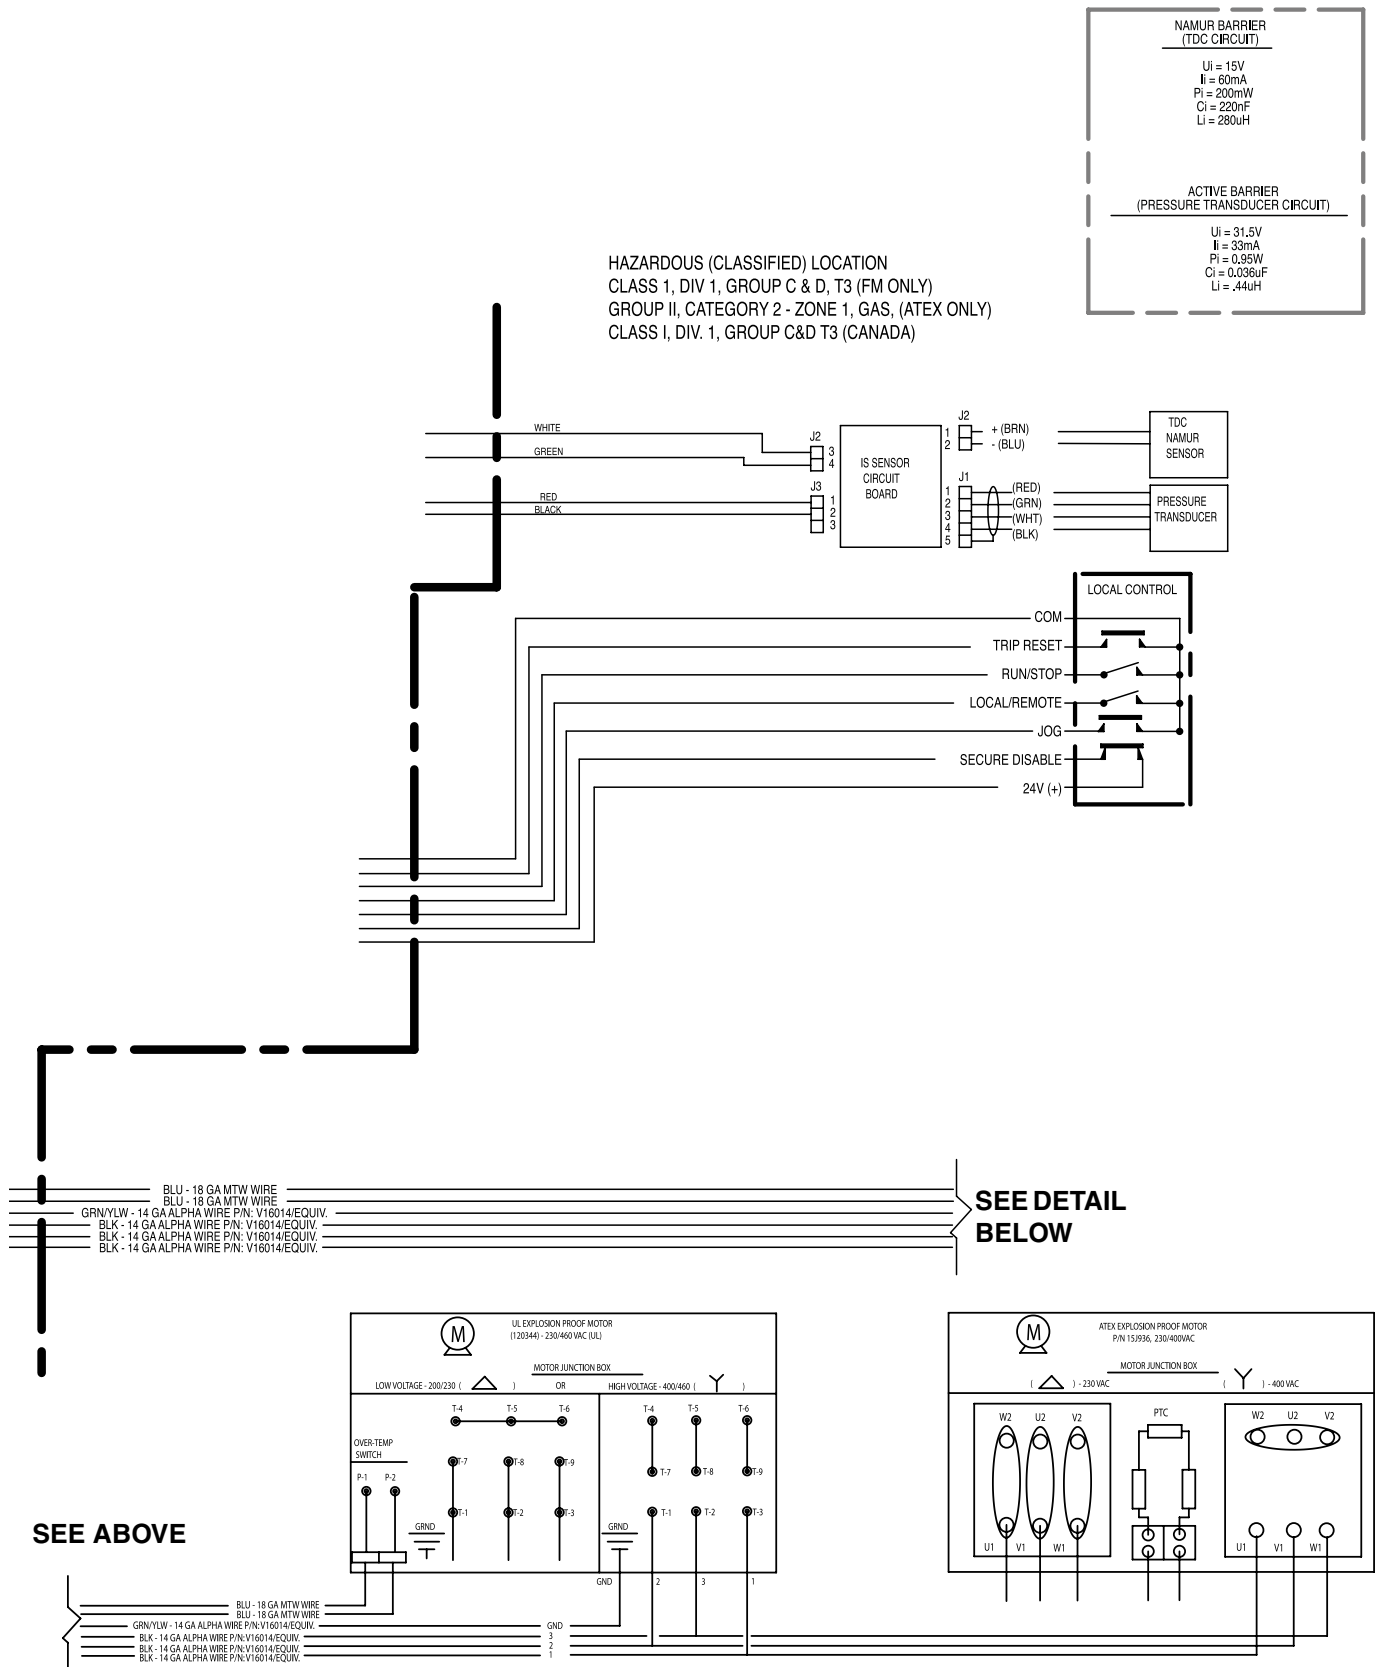 NAMUR BARRIER
(TDC CIRCUIT)
Ui = 15V
Ii = 60mA
Pi = 200mW
Ci = 220nF
Li = 280uH
ACTIVE BARRIER
(PRESSURE TRANSDUCER CIRCUIT)
Ui = 31.5V
Ii = 33mA
Pi = 0.95W
Ci = 0.036uF
Li = .44uH
HAZARDOUS (CLASSIFIED) LOCATION
CLASS 1, DIV 1, GROUP C & D, T3 (FM ONLY)
GROUP II, CATEGORY 2 - ZONE 1, GAS, (ATEX ONLY)
CLASS I, DIV. 1, GROUP C&D T3 (CANADA)
WHITE
GREEN
RED
BLACK
J2
3
4
J3
1
2
3
IS SENSOR
CIRCUIT
BOARD
J2
1
2
+ (BRN)
- (BLU)
J1
1
2
3
4
5
(RED)
(GRN)
(WHT)
(BLK)
TDC
NAMUR
SENSOR
PRESSURE
TRANSDUCER
LOCAL CONTROL
COM
TRIP RESET
RUN/STOP
LOCAL/REMOTE
JOG
SECURE DISABLE
24V (+)
BLU - 18 GA MTW WIRE
BLU - 18 GA MTW WIRE
GRN/YLW - 14 GA ALPHA WIRE P/N: V16014/EQUIV.
BLK - 14 GA ALPHA WIRE P/N: V16014/EQUIV.
BLK - 14 GA ALPHA WIRE P/N: V16014/EQUIV.
BLK - 14 GA ALPHA WIRE P/N: V16014/EQUIV.
SEE DETAIL
BELOW
M
UL EXPLOSION PROOF MOTOR
(120344) - 230/460 VAC (UL)
MOTOR JUNCTION BOX
LOW VOLTAGE - 200/230 ( ) OR HIGH VOLTAGE - 400/460 ( )
T-4 T-5 T-6
OVER-TEMP
SWITCH
P-1 P-2
T-7 T-8 T-9
T-1 T-2 T-3
GRND
T-4 T-5 T-6
T-7 T-8 T-9
T-1 T-2 T-3
GRND
GND 2 3 1
M
ATEX EXPLOSION PROOF MOTOR
P/N 15J936, 230/400VAC
MOTOR JUNCTION BOX
( ) - 230 VAC
( ) - 400 VAC
W2 U2 V2
U1 V1 W1
PTC
W2 U2 V2
U1 V1 W1
SEE ABOVE
BLU - 18 GA MTW WIRE
BLU - 18 GA MTW WIRE
GRN/YLW - 14 GA ALPHA WIRE P/N: V16014/EQUIV. GND
BLK - 14 GA ALPHA WIRE P/N: V16014/EQUIV. 3
BLK - 14 GA ALPHA WIRE P/N: V16014/EQUIV. 2
BLK - 14 GA ALPHA WIRE P/N: V16014/EQUIV. 1